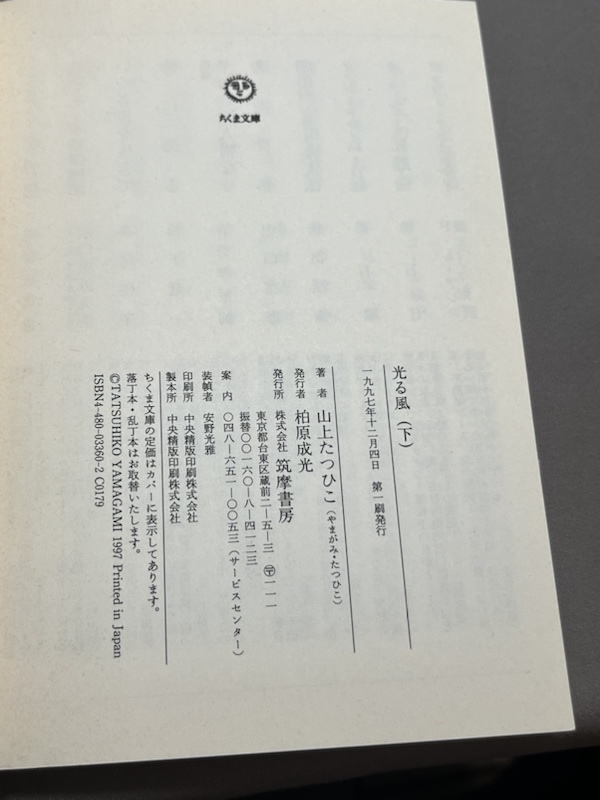 ちくま文庫
光る風（下）
一九九七年十二月四日　第一刷発行
著　者　山上たつひこ（やまがみ・たつひこ）
発行者　柏原成光
発行所　株式会社　筑摩書房
東京都台東区蔵前二—五—三　〒一一一
振替〇〇一六〇—八—四一二三
案　内　〇四八—六五一—〇〇五三（サービスセンター）
装幀者　安野光雅
印刷所　中央精版印刷株式会社
製本所　中央精版印刷株式会社
ちくま文庫の定価はカバーに表示してあります。
落丁本・乱丁本はお取替いたします。
©TATSUHIKO YAMAGAMI 1997 Printed in Japan
ISBN4-480-03360-2 C0179